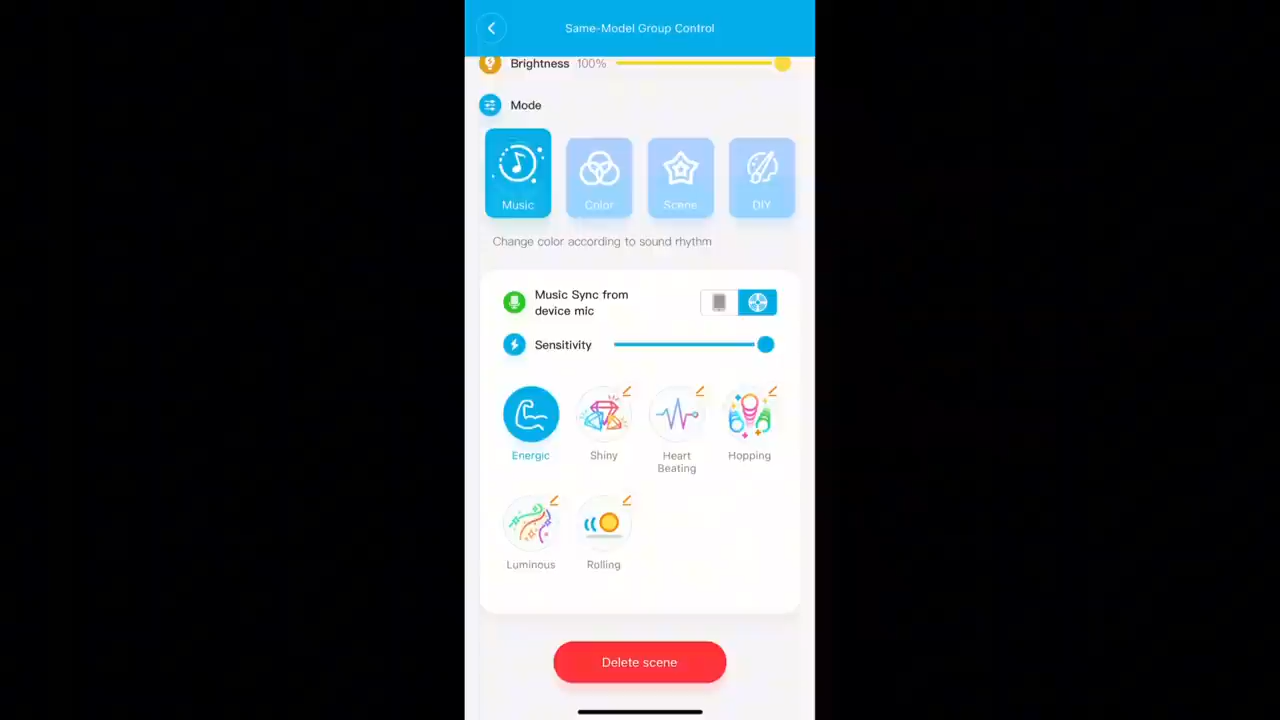 Same-Model Group Control
Brightness 100%
Mode
Music Color Scene DIY
Change color according to sound rhythm
Music Sync from
device mic
Sensitivity
Energic Shiny Heart Hopping
Beating
Luminous Rolling
Delete scene